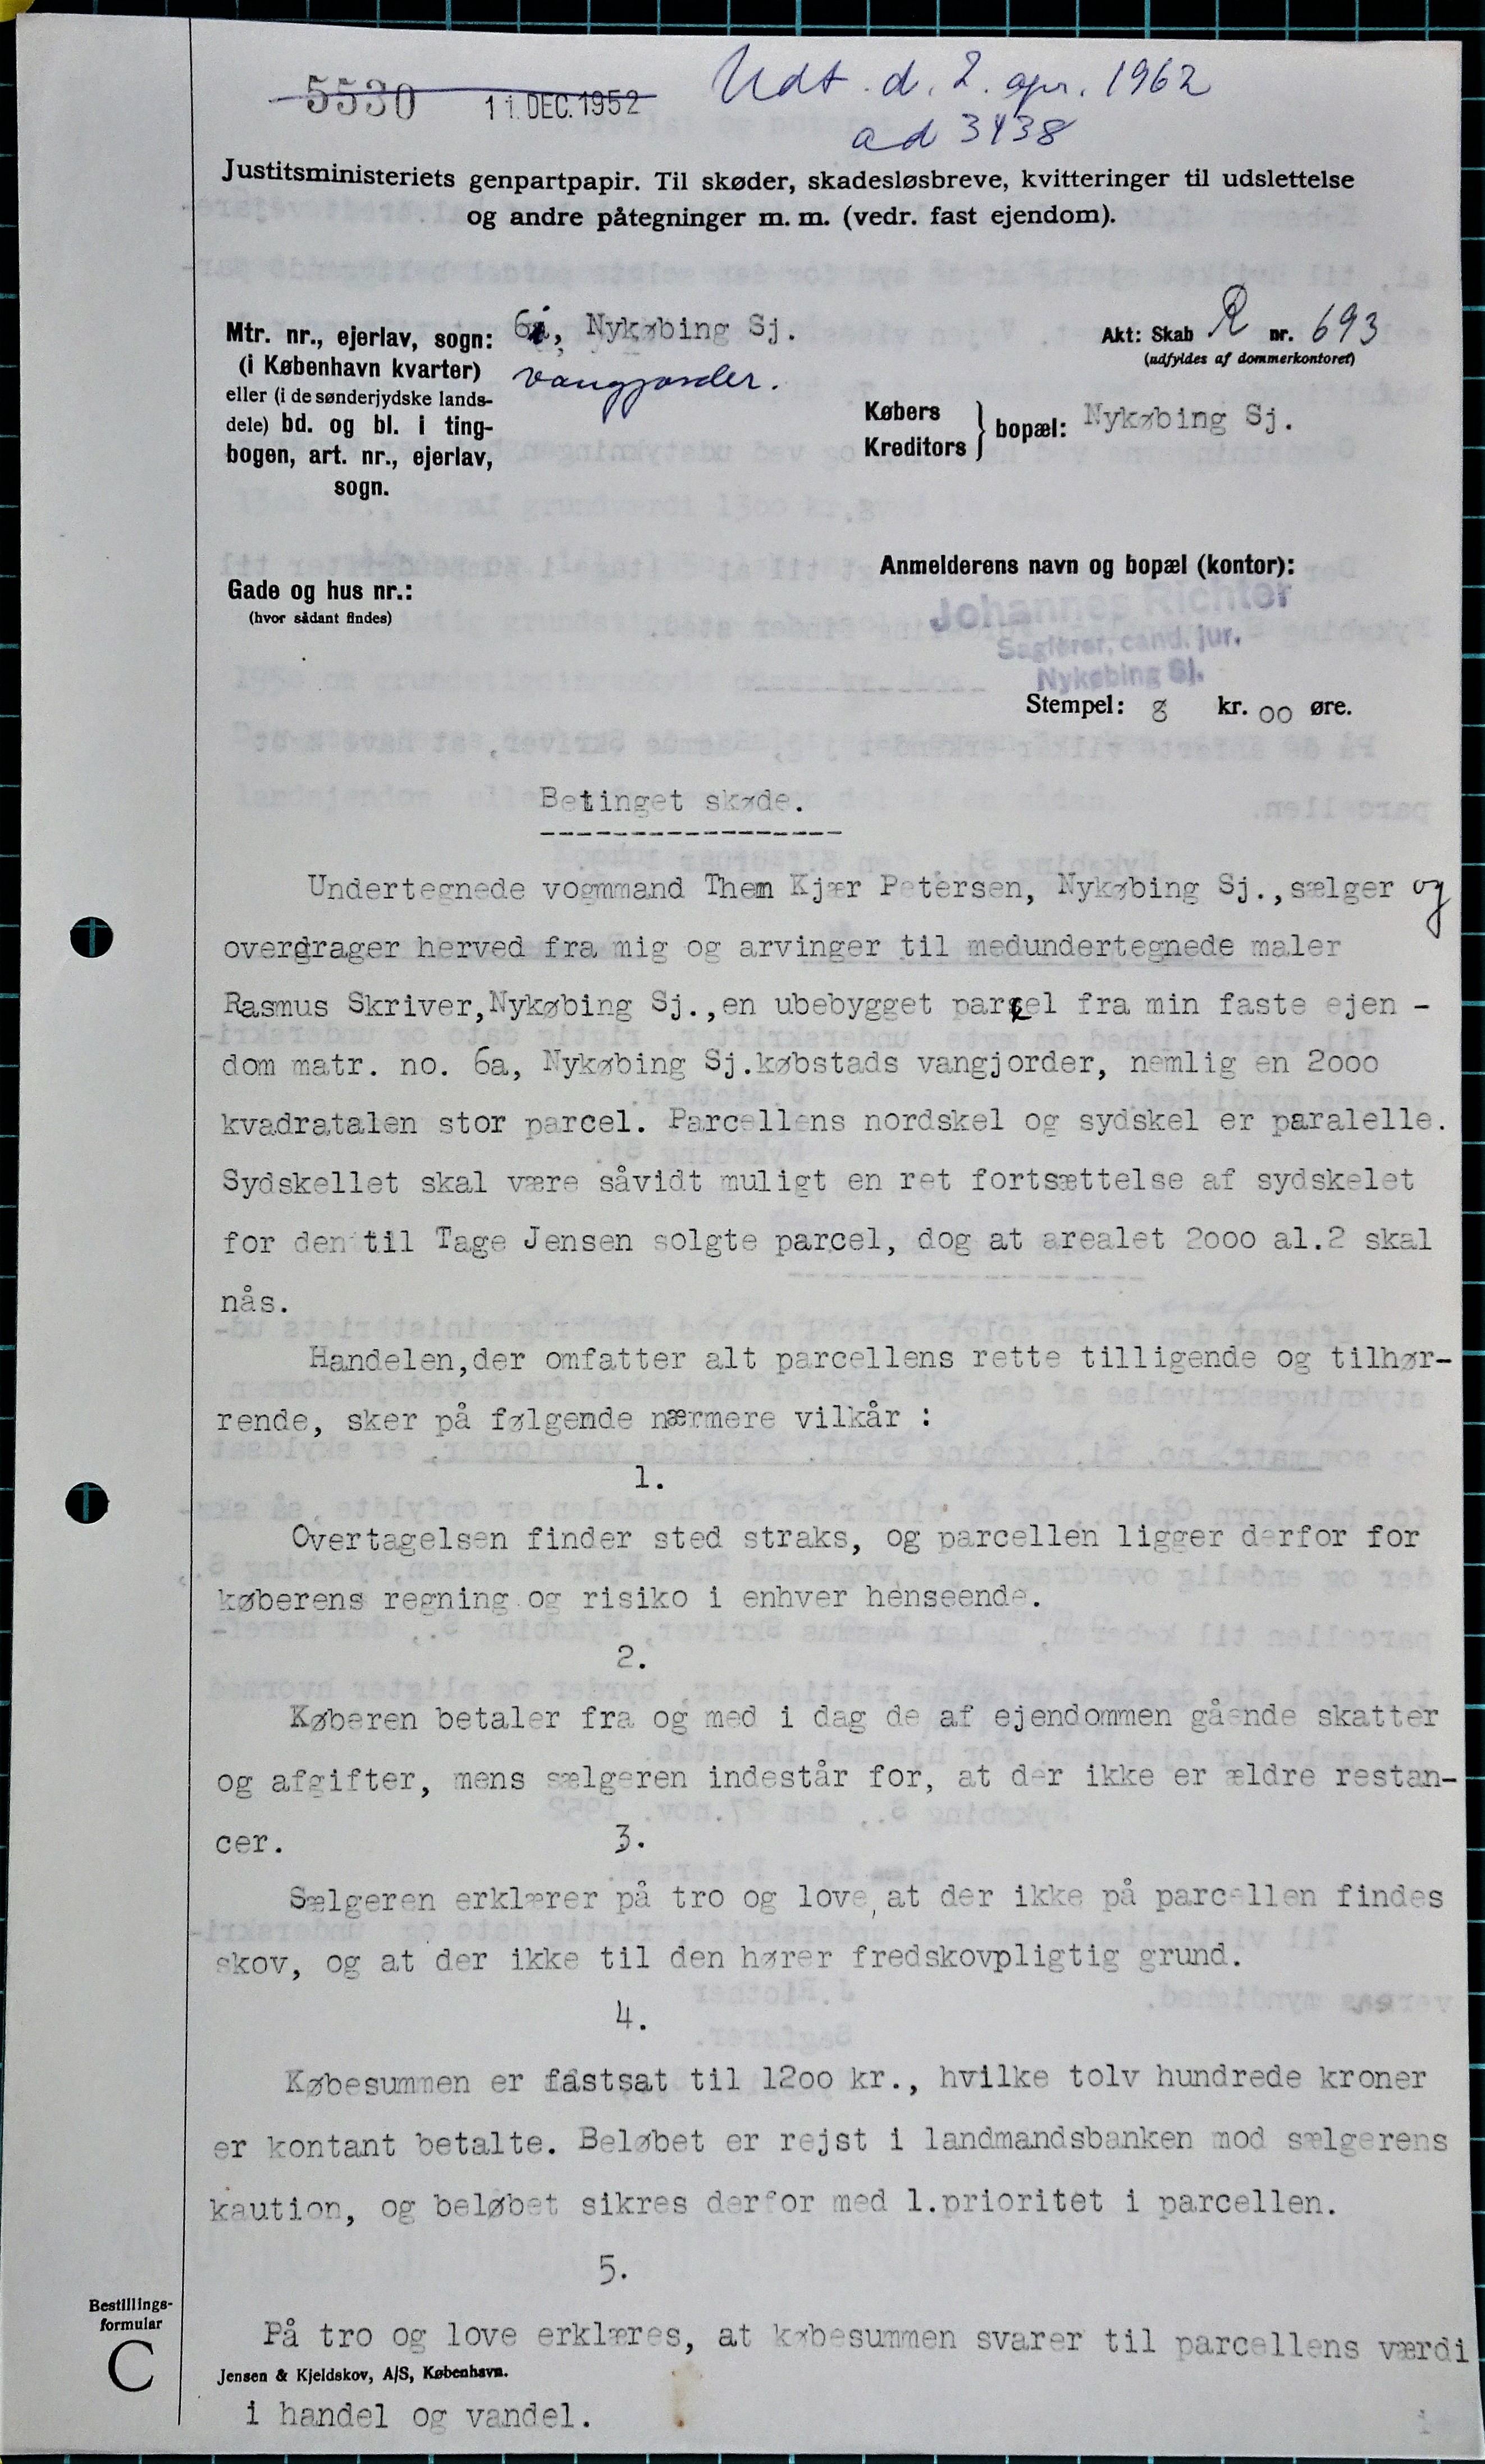 5530 11. DEC. 1952
Udt. d. 2. apr. 1962
ad 3438
Justitsministeriets genpartpapir. Til skøder, skadesløsbreve, kvitteringer til udslettelse
og andre påtegninger m. m. (vedr. fast ejendom).
Mtr. nr., ejerlav, sogn: 6i, Nykøbing Sj.
(i København kvarter) vangjorder.
eller (i de sønderjydske lands-
dele) bd. og bl. i ting-
bogen, art. nr., ejerlav,
sogn.
Akt: Skab R nr. 693
(udfyldes af dommerkontoret)
Købers
Kreditors } bopæl: Nykøbing Sj.
Gade og hus nr.:
(hvor sådant findes)
Anmelderens navn og bopæl (kontor):
Johannes Richter
Sagfører, cand. jur.
Nykøbing Sj.
Stempel: 8 kr. oo øre.
Betinget skøde.
Undertegnede vogmmand Them Kjær Petersen, Nykøbing Sj., sælger og
overdrager herved fra mig og arvinger til medundertegnede maler
Rasmus Skriver, Nykøbing Sj., en ubebygget parcel fra min faste ejen -
dom matr. no. 6a, Nykøbing Sj. købstads vangjorder, nemlig en 2ooo
kvadratalen stor parcel. Parcellens nordskel og sydskel er paralelle.
Sydskellet skal være såvidt muligt en ret fortsættelse af sydskelet
for den til Tage Jensen solgte parcel, dog at arealet 2ooo al.2 skal
nås.
Handelen, der omfatter alt parcellens rette tilligende og tilhør-
rende, sker på følgende nærmere vilkår :
1.
Overtagelsen finder sted straks, og parcellen ligger derfor for
køberens regning og risiko i enhver henseende.
2.
Køberen betaler fra og med i dag de af ejendommen gående skatter
og afgifter, mens sælgeren indestår for, at der ikke er ældre restan-
cer.
3.
Sælgeren erklærer på tro og love, at der ikke på parcellen findes
skov, og at der ikke til den hører fredskovpligtig grund.
4.
Købesummen er fastsat til 12oo kr., hvilke tolv hundrede kroner
er kontant betalte. Beløbet er rejst i landmandsbanken mod sælgerens
kaution, og beløbet sikres derfor med 1.prioritet i parcellen.
5.
På tro og love erklæres, at købesummen svarer til parcellens værdi
i handel og vandel.
Bestillings-
formular
C
Jensen & Kjeldskov, A/S, København.